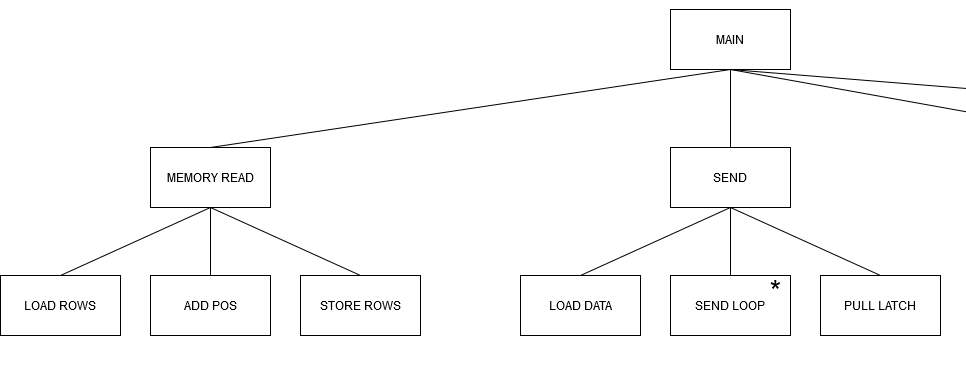 MAIN
MEMORY READ
SEND
LOAD ROWS
ADD POS
STORE ROWS
LOAD DATA
SEND LOOP *
PULL LATCH